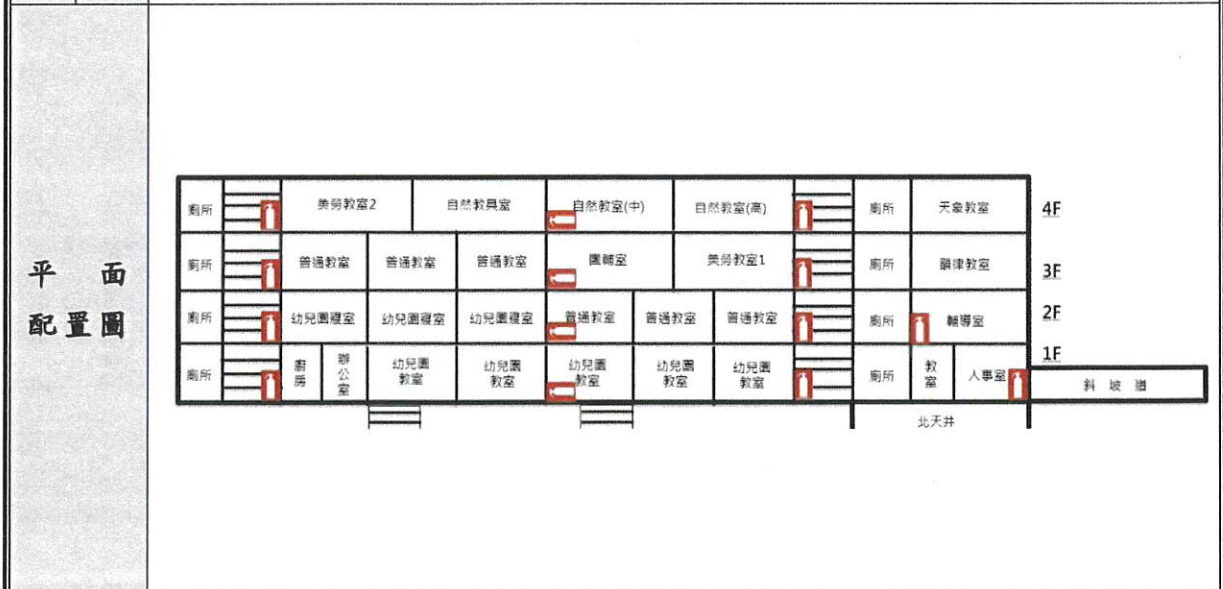 平面
配置圖
廁所 美勞教室2 自然教具室 自然教室(中) 自然教室(高) 廁所 天象教室 4F
廁所 普通教室 普通教室 普通教室 團輔室 美勞教室1 廁所 韻律教室 3F
廁所 幼兒園寢室 幼兒園寢室 幼兒園寢室 普通教室 普通教室 普通教室 廁所 輔導室 2F
1F
廁所 廚房 辦公室 幼兒園教室 幼兒園教室 幼兒園教室 幼兒園教室 幼兒園教室 廁所 教室 人事室 斜坡道
北天井